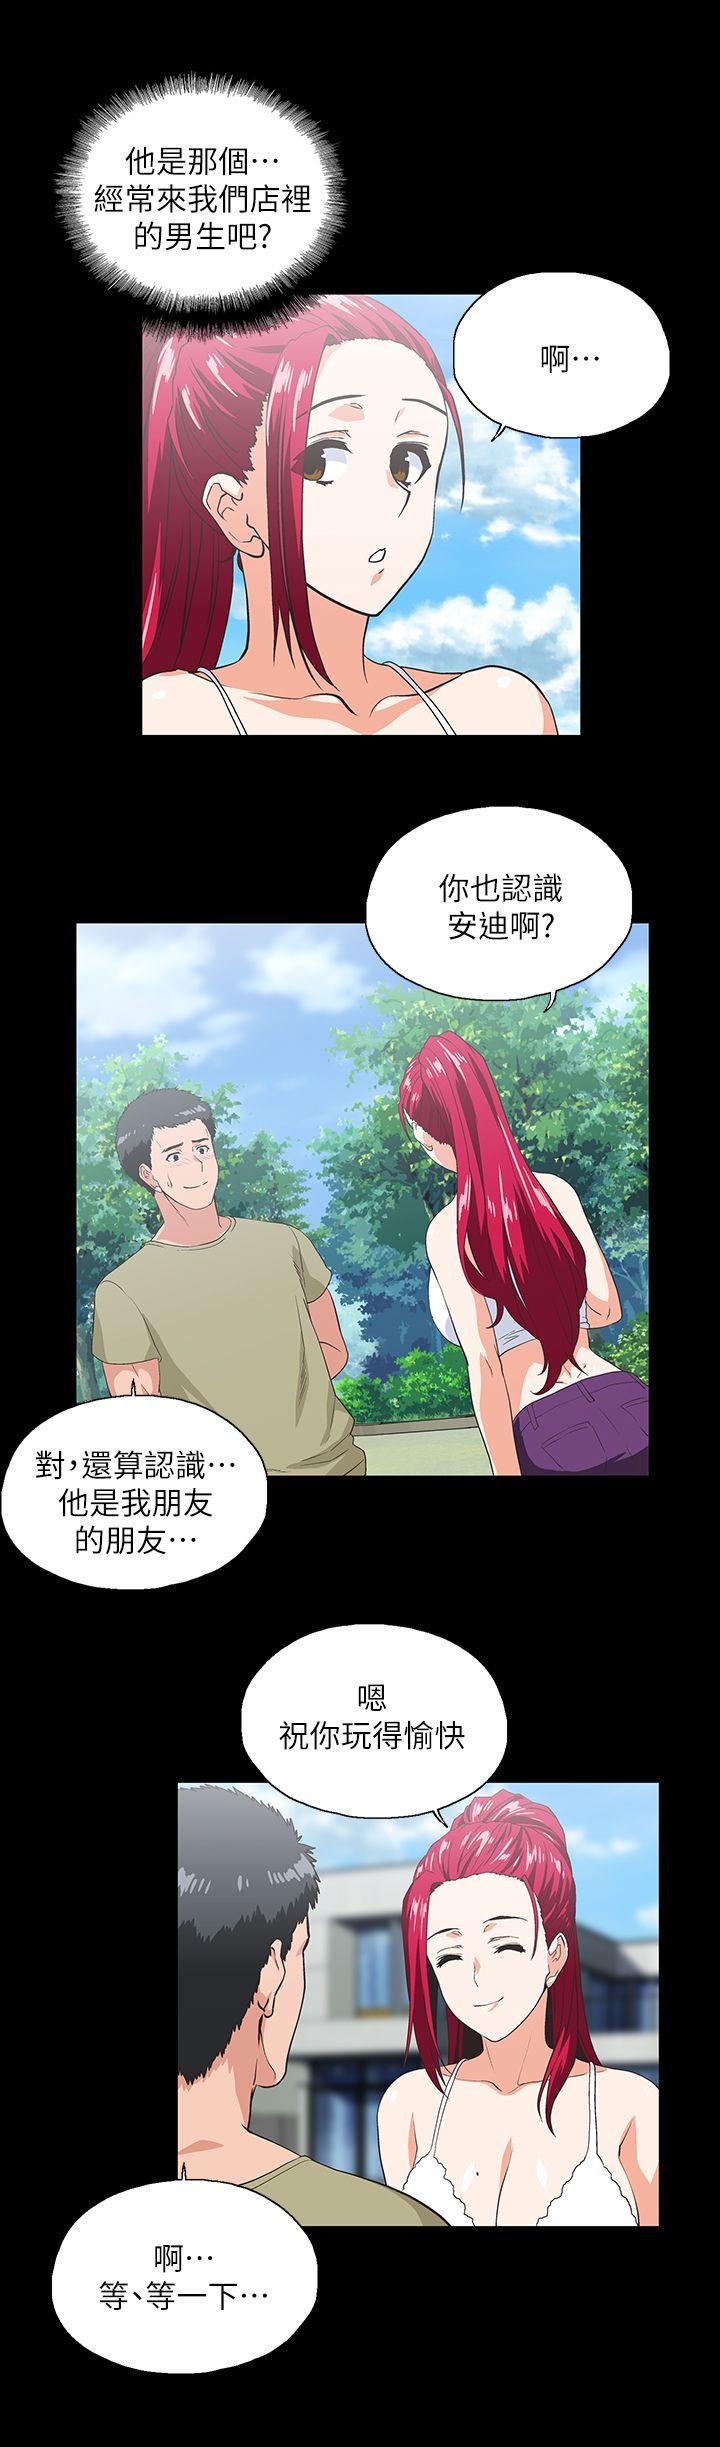 他是那個⋯
經常來我們店裡
的男生吧?
啊⋯
你也認識
安迪啊?
對,還算認識⋯
他是我朋友
的朋友⋯
嗯
祝你玩得愉快
啊⋯
等、等一下⋯